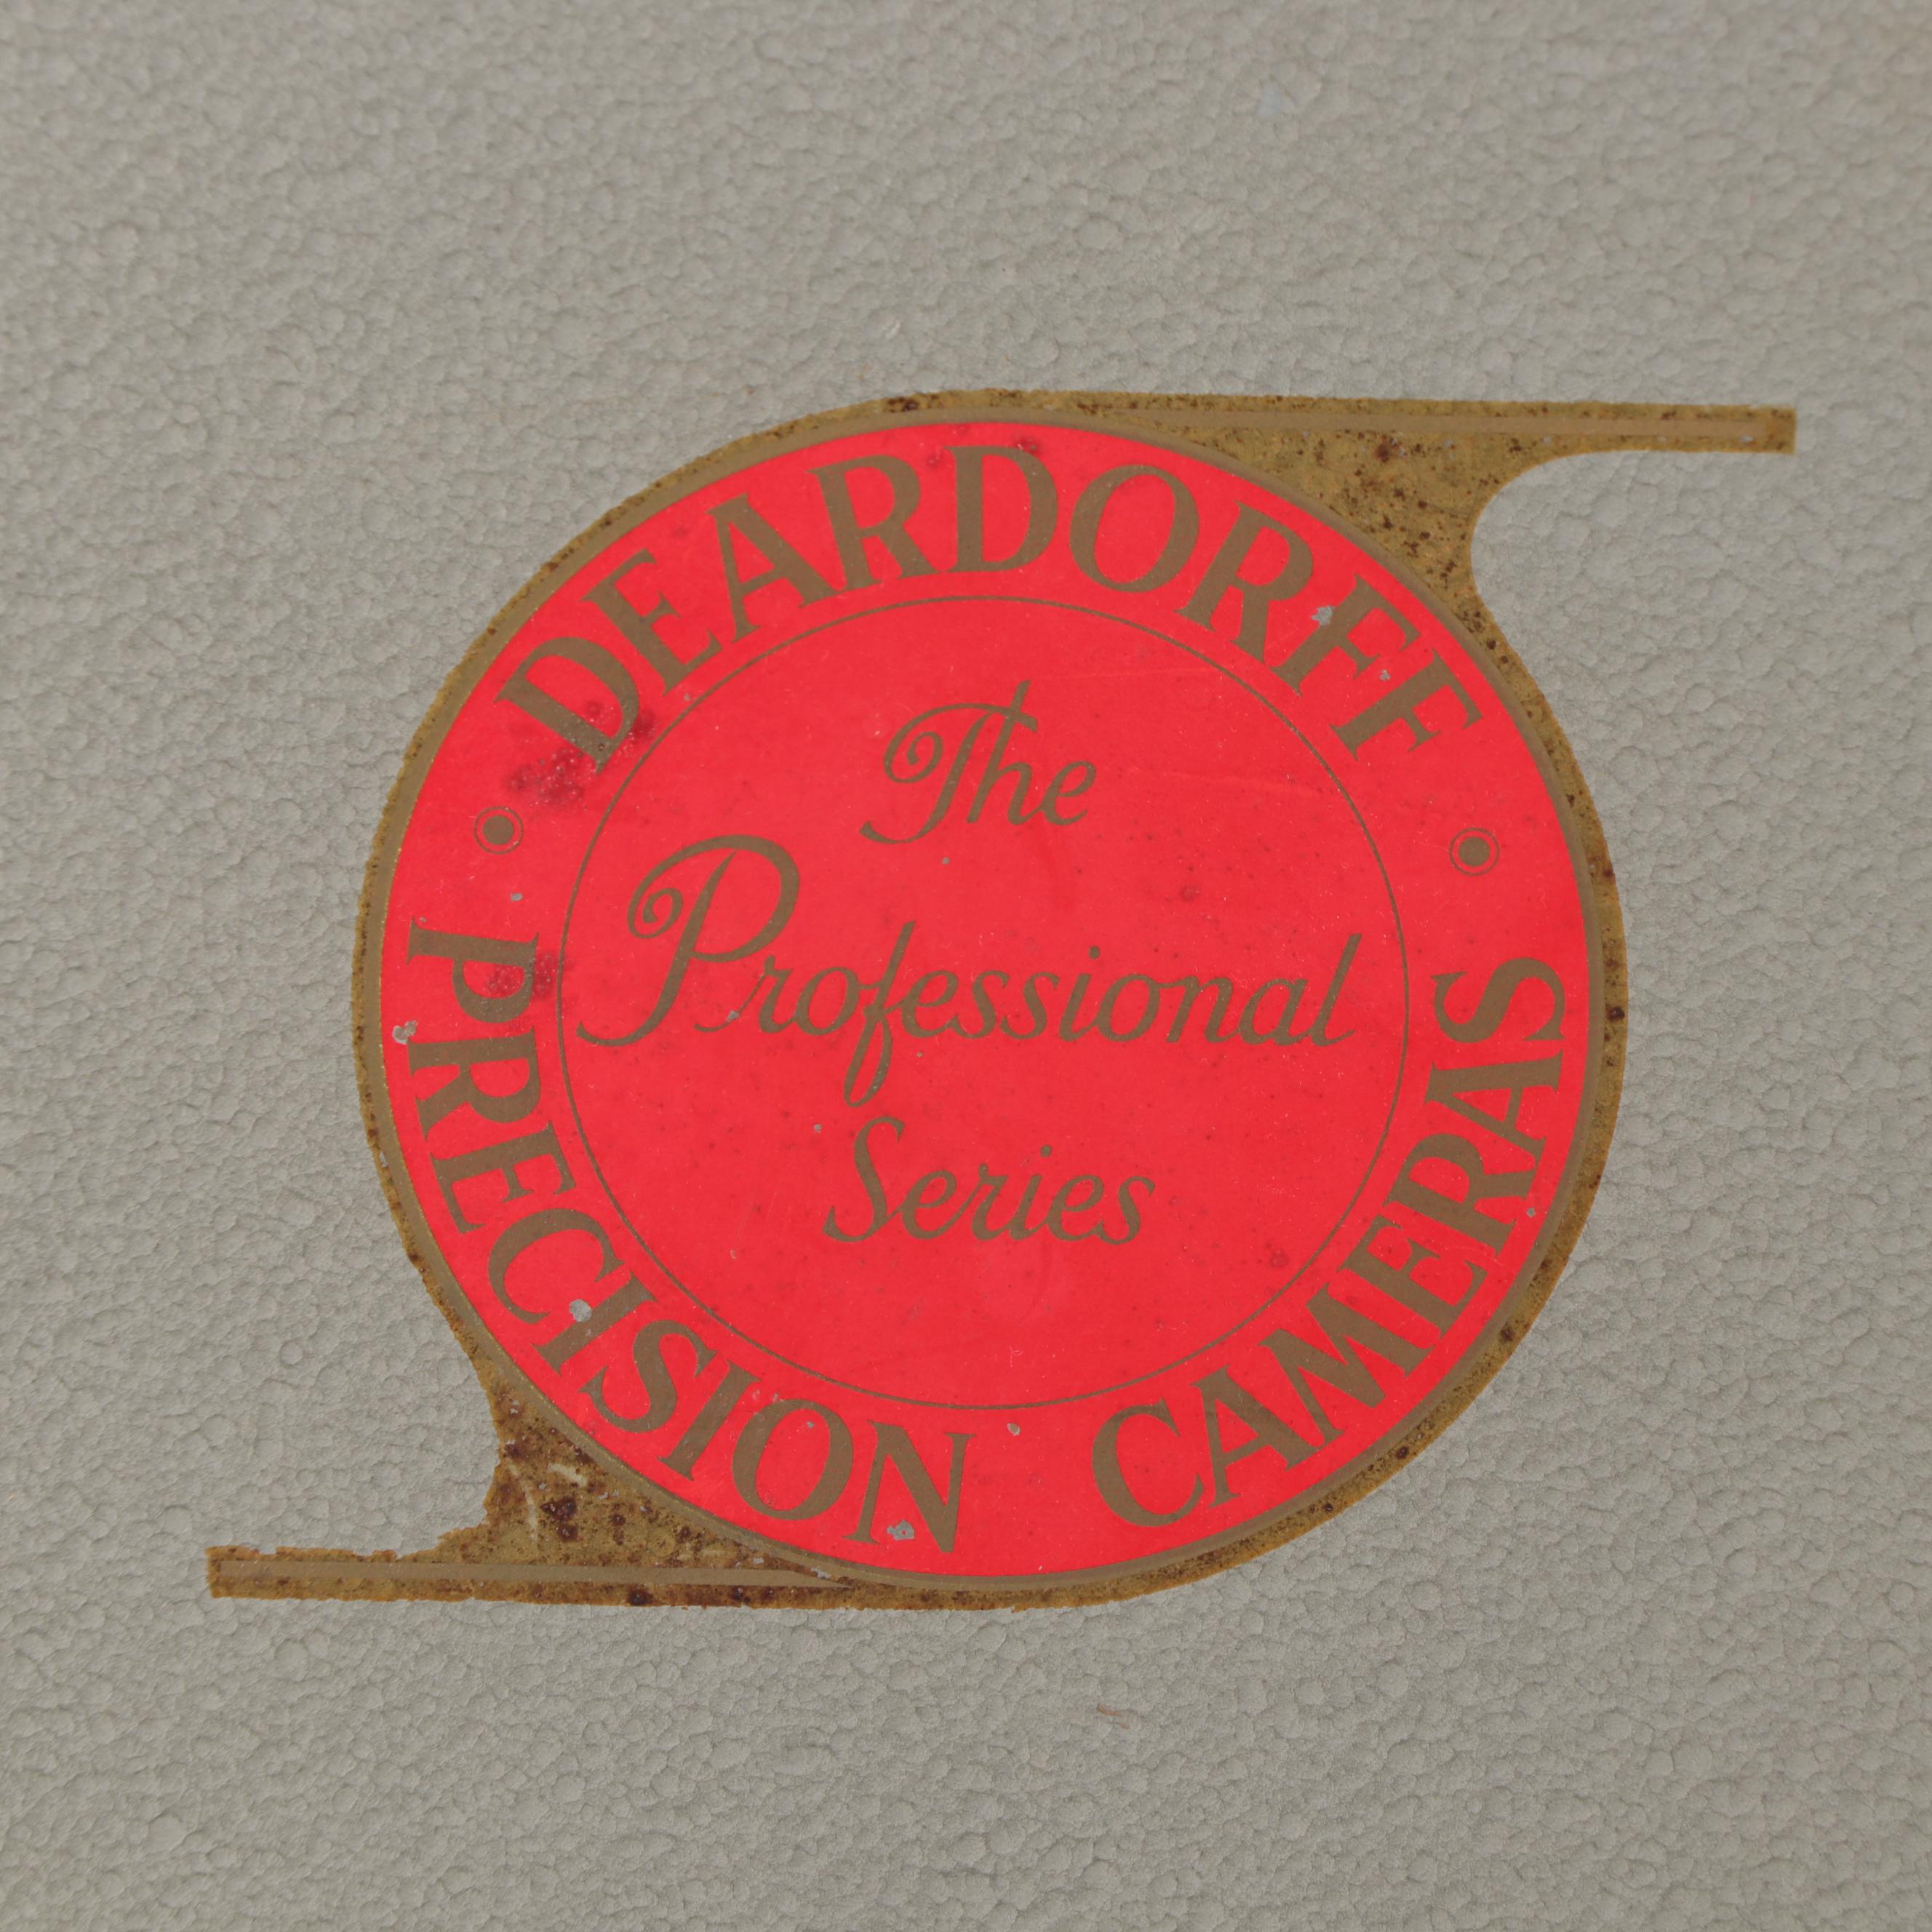 DEARDORFF
The
Professional
Series
PRECISION CAMERAS